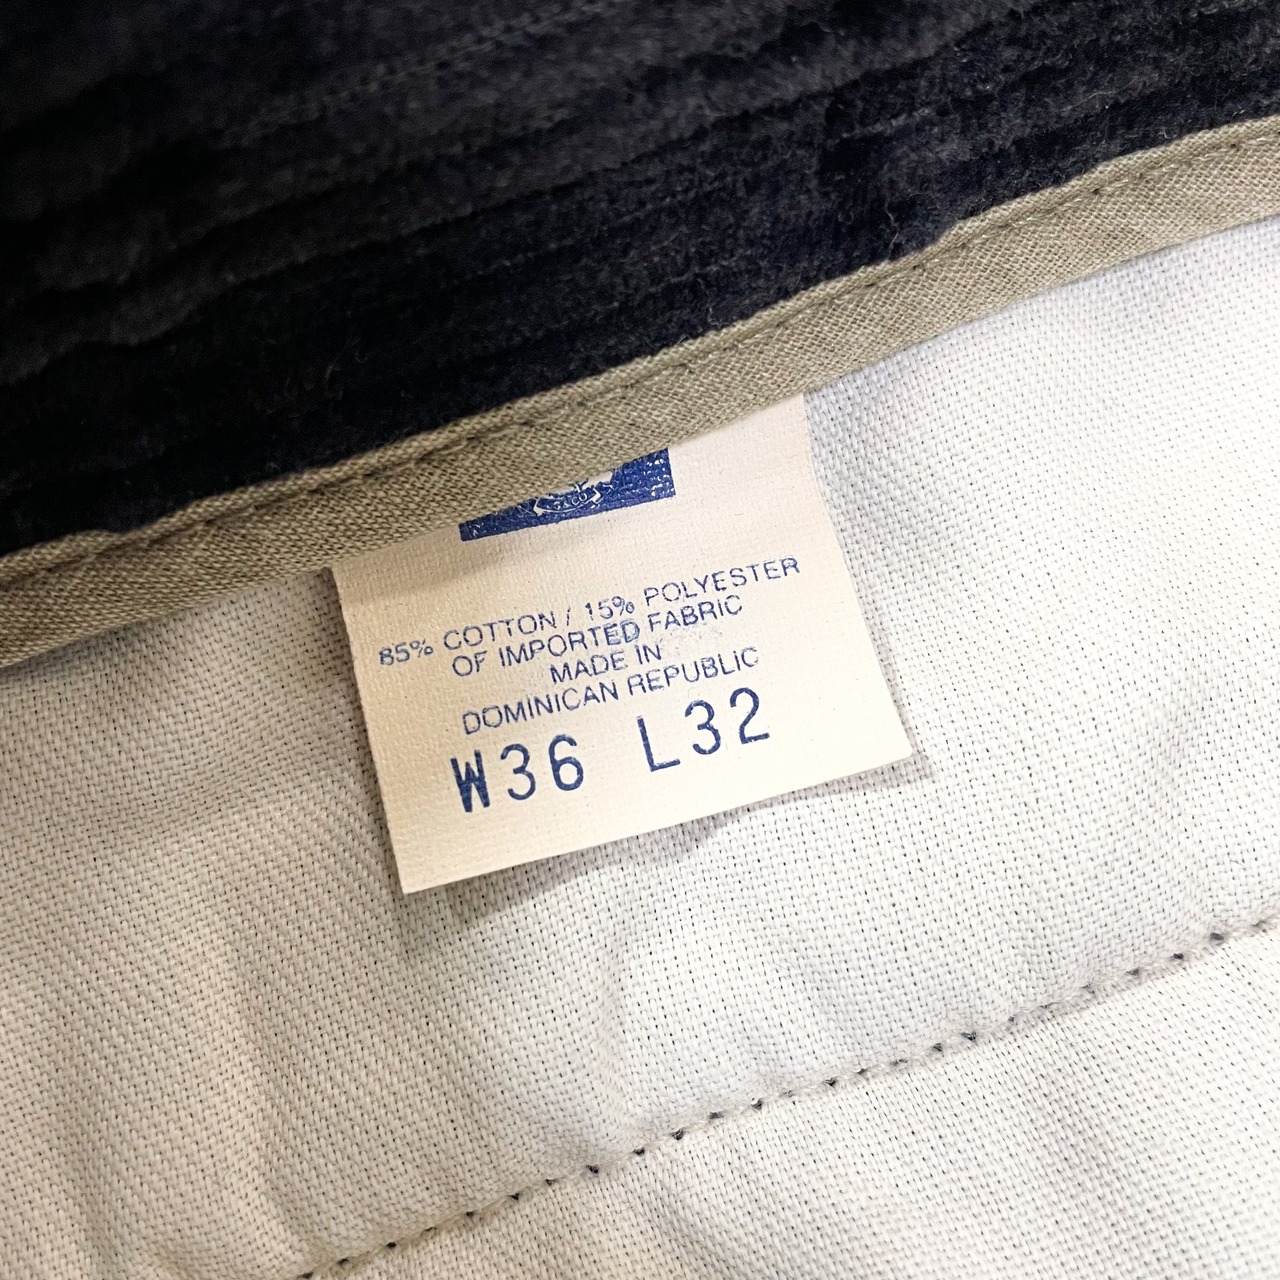 85% COTTON / 15% POLYESTER
OF IMPORTED FABRIC
MADE IN
DOMINICAN REPUBLIC
W36 L32